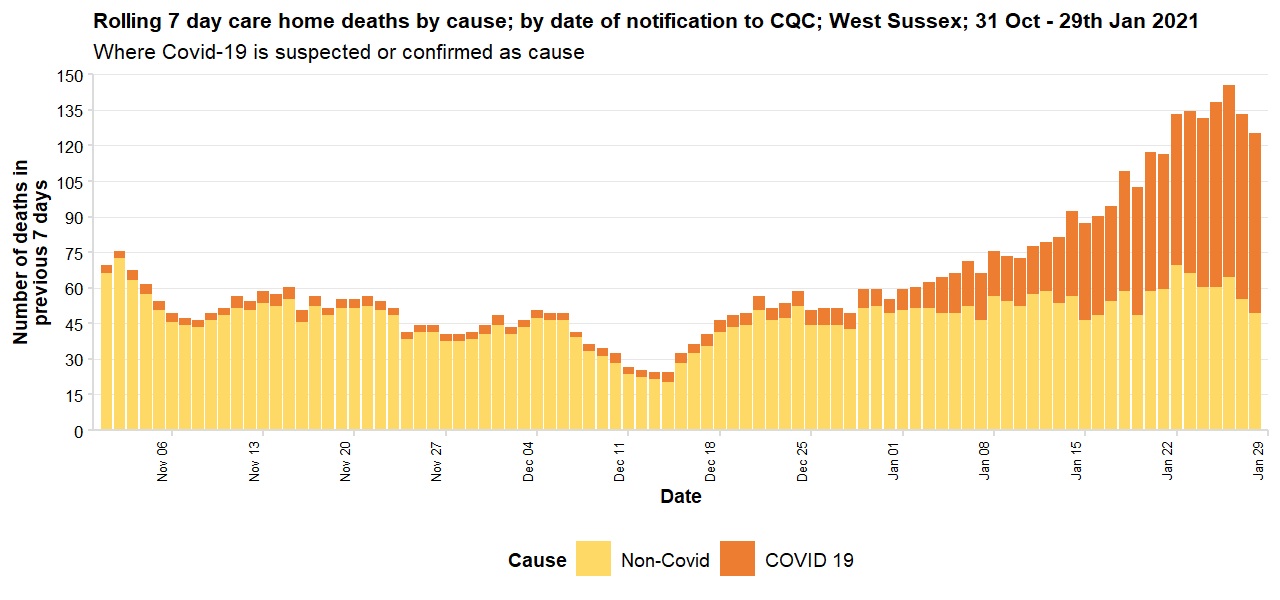 Rolling 7 day care home deaths by cause; by date of notification to CQC; West Sussex; 31 Oct - 29th Jan 2021
Where Covid-19 is suspected or confirmed as cause
Number of deaths in
previous 7 days
150
135
120
105
90
75
60
45
30
15
0
Nov 06
Nov 13
Nov 20
Nov 27
Dec 04
Dec 11
Dec 18
Dec 25
Jan 01
Jan 08
Jan 15
Jan 22
Jan 29
Date
Cause Non-Covid COVID 19